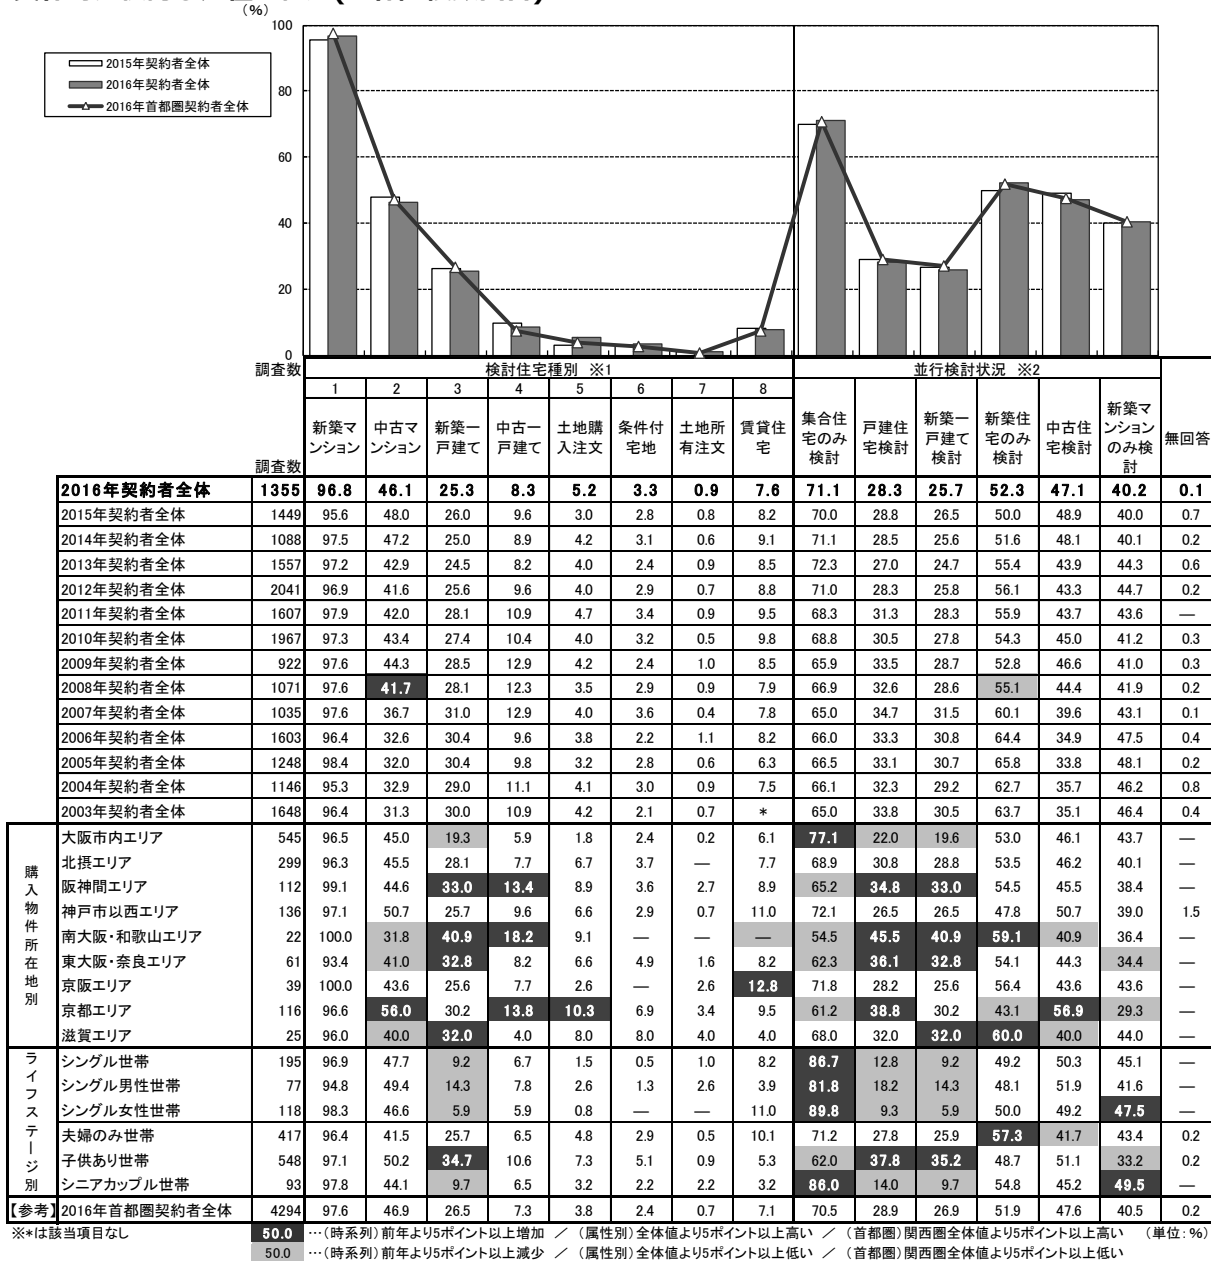 (%)
100
80
60
40
20
0
2015年契約者全体
2016年契約者全体
2016年首都圏契約者全体
調査数 検討住宅種別 ※1 並行検討状況 ※2
1 2 3 4 5 6 7 8
調査数 新築マンション 中古マンション 新築一戸建て 中古一戸建て 土地購入注文 条件付宅地 土地所有注文 賃貸住宅 集合住宅のみ検討 戸建住宅検討 新築一戸建て検討 新築住宅のみ検討 中古住宅検討 新築マンションのみ検討 無回答
2016年契約者全体 1355 96.8 46.1 25.3 8.3 5.2 3.3 0.9 7.6 71.1 28.3 25.7 52.3 47.1 40.2 0.1
2015年契約者全体 1449 95.6 48.0 26.0 9.6 3.0 2.8 0.8 8.2 70.0 28.8 26.5 50.0 48.9 40.0 0.7
2014年契約者全体 1088 97.5 47.2 25.0 8.9 4.2 3.1 0.6 9.1 71.1 28.5 25.6 51.6 48.1 40.1 0.2
2013年契約者全体 1557 97.2 42.9 24.5 8.2 4.0 2.4 0.9 8.5 72.3 27.0 24.7 55.4 43.9 44.3 0.6
2012年契約者全体 2041 96.9 41.6 25.6 9.6 4.0 2.9 0.7 8.8 71.0 28.3 25.8 56.1 43.3 44.7 0.2
2011年契約者全体 1607 97.9 42.0 28.1 10.9 4.7 3.4 0.9 9.5 68.3 31.3 28.3 55.9 43.7 43.6 —
2010年契約者全体 1967 97.3 43.4 27.4 10.4 4.0 3.2 0.5 9.8 68.8 30.5 27.8 54.3 45.0 41.2 0.3
2009年契約者全体 922 97.6 44.3 28.5 12.9 4.2 2.4 1.0 8.5 65.9 33.5 28.7 52.8 46.6 41.0 0.3
2008年契約者全体 1071 97.6 41.7 28.1 12.3 3.5 2.9 0.9 7.9 66.9 32.6 28.6 55.1 44.4 41.9 0.2
2007年契約者全体 1035 97.6 36.7 31.0 12.9 4.0 3.6 0.4 7.8 65.0 34.7 31.5 60.1 39.6 43.1 0.1
2006年契約者全体 1603 96.4 32.6 30.4 9.6 3.8 2.2 1.1 8.2 66.0 33.3 30.8 64.4 34.9 47.5 0.4
2005年契約者全体 1248 98.4 32.0 30.4 9.8 3.2 2.8 0.6 6.3 66.5 33.1 30.7 65.8 33.8 48.1 0.2
2004年契約者全体 1146 95.3 32.9 29.0 11.1 4.1 3.0 0.9 7.5 66.1 32.3 29.2 62.7 35.7 46.2 0.8
2003年契約者全体 1648 96.4 31.3 30.0 10.9 4.2 2.1 0.7 * 65.0 33.8 30.5 63.7 35.1 46.4 0.4
購入物件所在地別
大阪市内エリア 545 96.5 45.0 19.3 5.9 1.8 2.4 0.2 6.1 77.1 22.0 19.6 53.0 46.1 43.7 —
北摂エリア 299 96.3 45.5 28.1 7.7 6.7 3.7 — 7.7 68.9 30.8 28.8 53.5 46.2 40.1 —
阪神間エリア 112 99.1 44.6 33.0 13.4 8.9 3.6 2.7 8.9 65.2 34.8 33.0 54.5 45.5 38.4 —
神戸市以西エリア 136 97.1 50.7 25.7 9.6 6.6 2.9 0.7 11.0 72.1 26.5 26.5 47.8 50.7 39.0 1.5
南大阪・和歌山エリア 22 100.0 31.8 40.9 18.2 9.1 — — — 54.5 45.5 40.9 59.1 40.9 36.4 —
東大阪・奈良エリア 61 93.4 41.0 32.8 8.2 6.6 4.9 1.6 8.2 62.3 36.1 32.8 54.1 44.3 34.4 —
京阪エリア 39 100.0 43.6 25.6 7.7 2.6 — 2.6 12.8 71.8 28.2 25.6 56.4 43.6 43.6 —
京都エリア 116 96.6 56.0 30.2 13.8 10.3 6.9 3.4 9.5 61.2 38.8 30.2 43.1 56.9 29.3 —
滋賀エリア 25 96.0 40.0 32.0 4.0 8.0 8.0 4.0 4.0 68.0 32.0 32.0 60.0 40.0 44.0 —
ライフステージ別
シングル世帯 195 96.9 47.7 9.2 6.7 1.5 0.5 1.0 8.2 86.7 12.8 9.2 49.2 50.3 45.1 —
シングル男性世帯 77 94.8 49.4 14.3 7.8 2.6 1.3 2.6 3.9 81.8 18.2 14.3 48.1 51.9 41.6 —
シングル女性世帯 118 98.3 46.6 5.9 5.9 0.8 — — 11.0 89.8 9.3 5.9 50.0 49.2 47.5 —
夫婦のみ世帯 417 96.4 41.5 25.7 6.5 4.8 2.9 0.5 10.1 71.2 27.8 25.9 57.3 41.7 43.4 0.2
子供あり世帯 548 97.1 50.2 34.7 10.6 7.3 5.1 0.9 5.3 62.0 37.8 35.2 48.7 51.1 33.2 0.2
シニアカップル世帯 93 97.8 44.1 9.7 6.5 3.2 2.2 2.2 3.2 86.0 14.0 9.7 54.8 45.2 49.5 —
【参考】2016年首都圏契約者全体 4294 97.6 46.9 26.5 7.3 3.8 2.4 0.7 7.1 70.5 28.9 26.9 51.9 47.6 40.5 0.2
※*は該当項目なし 50.0 …(時系列)前年より5ポイント以上増加 ／ (属性別)全体値より5ポイント以上高い ／ (首都圏)関西圏全体値より5ポイント以上高い (単位:%)
50.0 …(時系列)前年より5ポイント以上減少 ／ (属性別)全体値より5ポイント以上低い ／ (首都圏)関西圏全体値より5ポイント以上低い